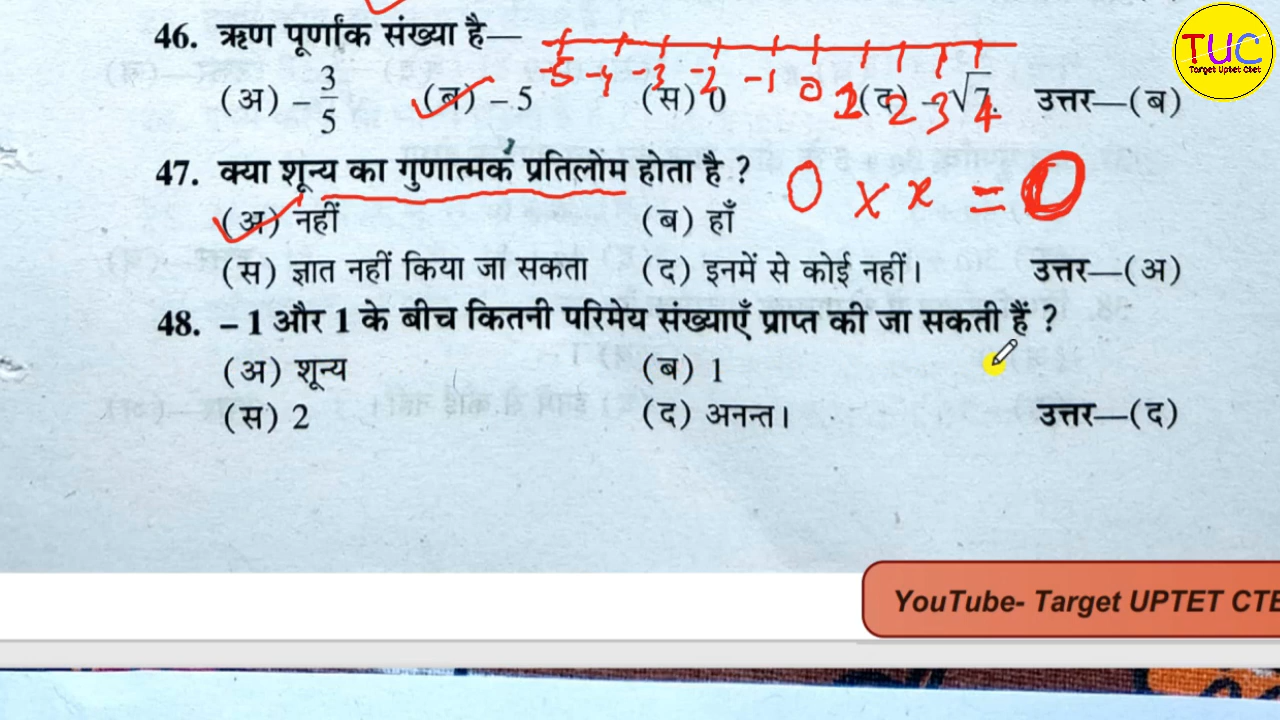 TUC
Target Uptet Ctet
46. ऋण पूर्णांक संख्या है—
-5 -4 -3 -2 -1 0 1 2 3 4
(अ) – 3/5 (ब) – 5 (स) 0 (द) – √7. उत्तर—(ब)
47. क्या शून्य का गुणात्मक प्रतिलोम होता है ? 0 × x = 0
(अ) नहीं (ब) हाँ
(स) ज्ञात नहीं किया जा सकता (द) इनमें से कोई नहीं। उत्तर—(अ)
48. – 1 और 1 के बीच कितनी परिमेय संख्याएँ प्राप्त की जा सकती हैं ?
(अ) शून्य (ब) 1
(स) 2 (द) अनन्त। उत्तर—(द)
YouTube- Target UPTET CTE